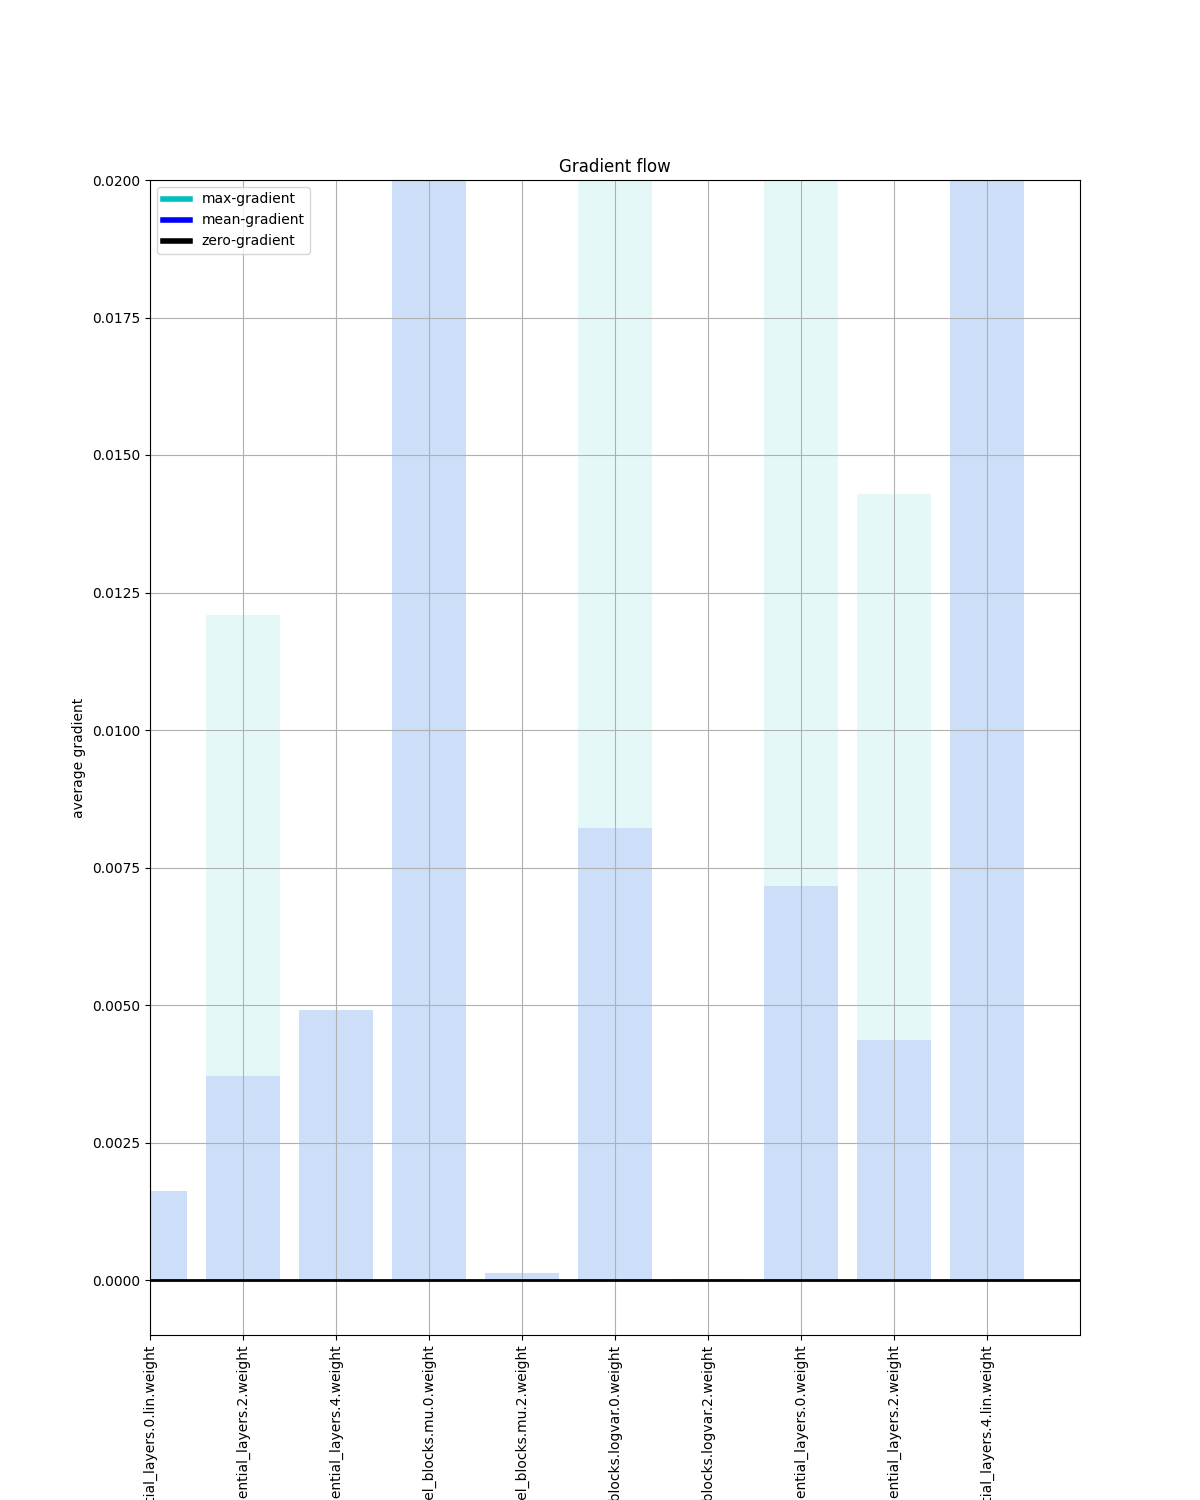 Gradient flow
max-gradient
mean-gradient
zero-gradient
0.0200
0.0175
0.0150
0.0125
0.0100
0.0075
0.0050
0.0025
0.0000
average gradient
tial_layers.0.lin.weight
ential_layers.2.weight
ential_layers.4.weight
el_blocks.mu.0.weight
el_blocks.mu.2.weight
blocks.logvar.0.weight
blocks.logvar.2.weight
ential_layers.0.weight
ential_layers.2.weight
tial_layers.4.lin.weight